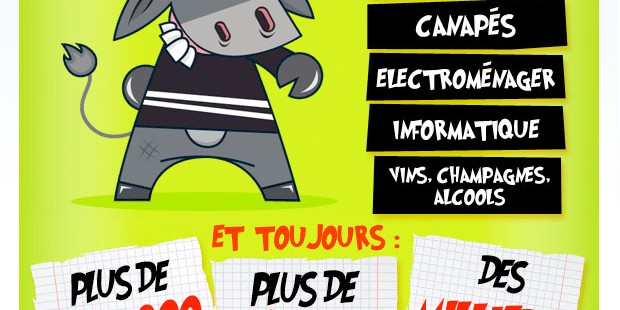 CANAPÉS
ELECTROMÉNAGER
INFORMATIQUE
VINS, CHAMPAGNES,
ALCOOLS
ET TOUJOURS :
PLUS DE
PLUS DE
DES